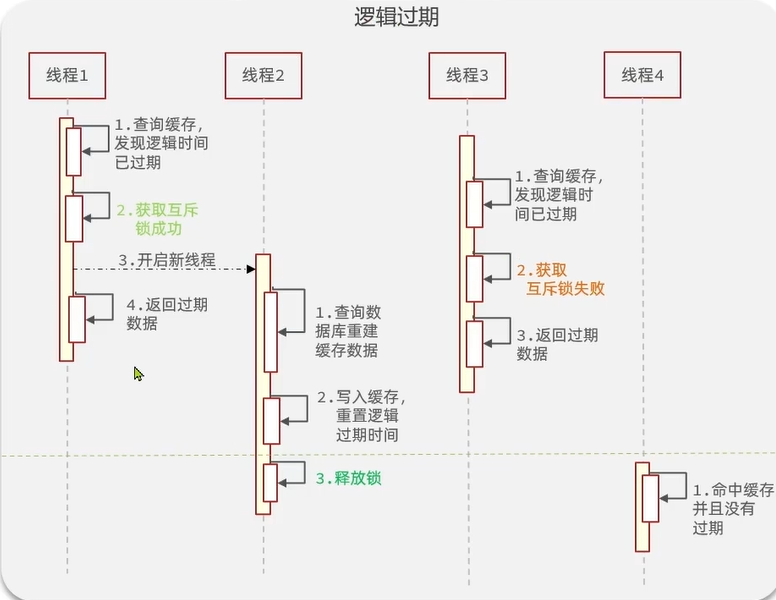 逻辑过期
线程1
线程2
线程3
线程4
1.查询缓存，
发现逻辑时间
已过期
2.获取互斥
锁成功
3.开启新线程
4.返回过期
数据
1.查询数
据库重建
缓存数据
2.写入缓存，
重置逻辑
过期时间
3.释放锁
1.查询缓存，
发现逻辑时
间已过期
2.获取
互斥锁失败
3.返回过期
数据
1.命中缓存
并且没有
过期